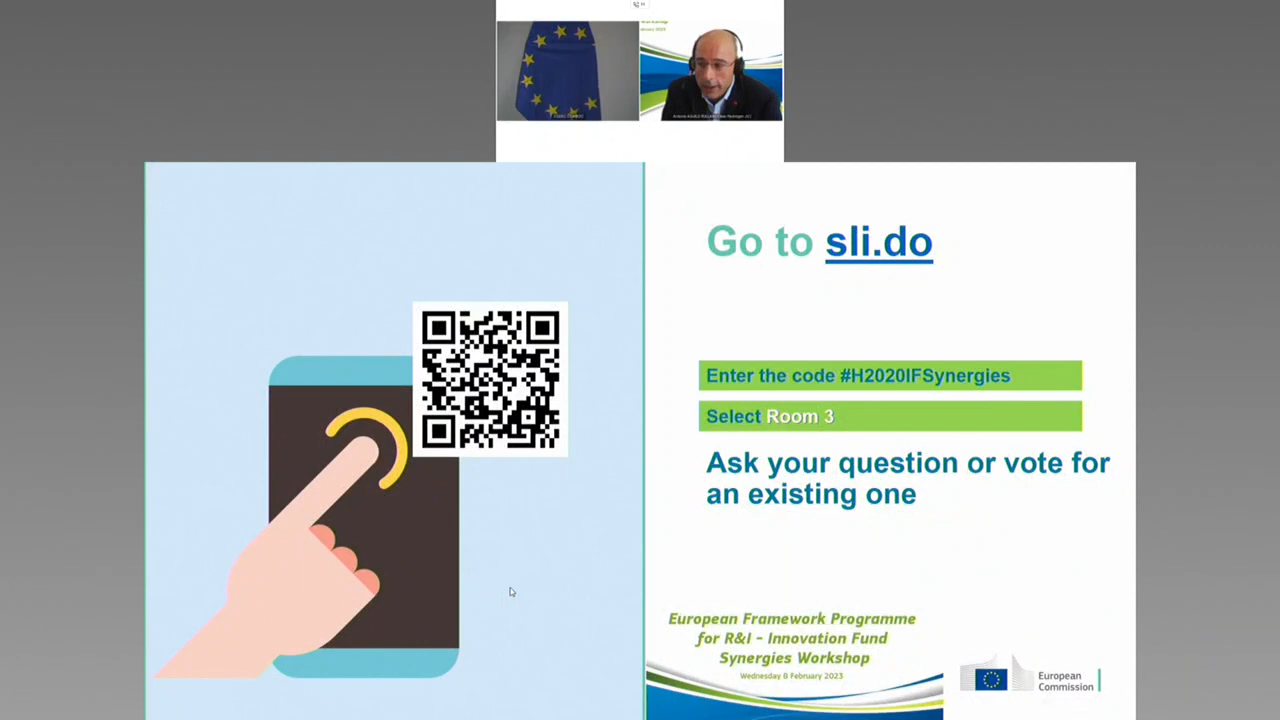 Go to sli.do
Enter the code #H2020IFSynergies
Select Room 3
Ask your question or vote for
an existing one
European Framework Programme
for R&I - Innovation Fund
Synergies Workshop
Wednesday 8 February 2023
European
Commission